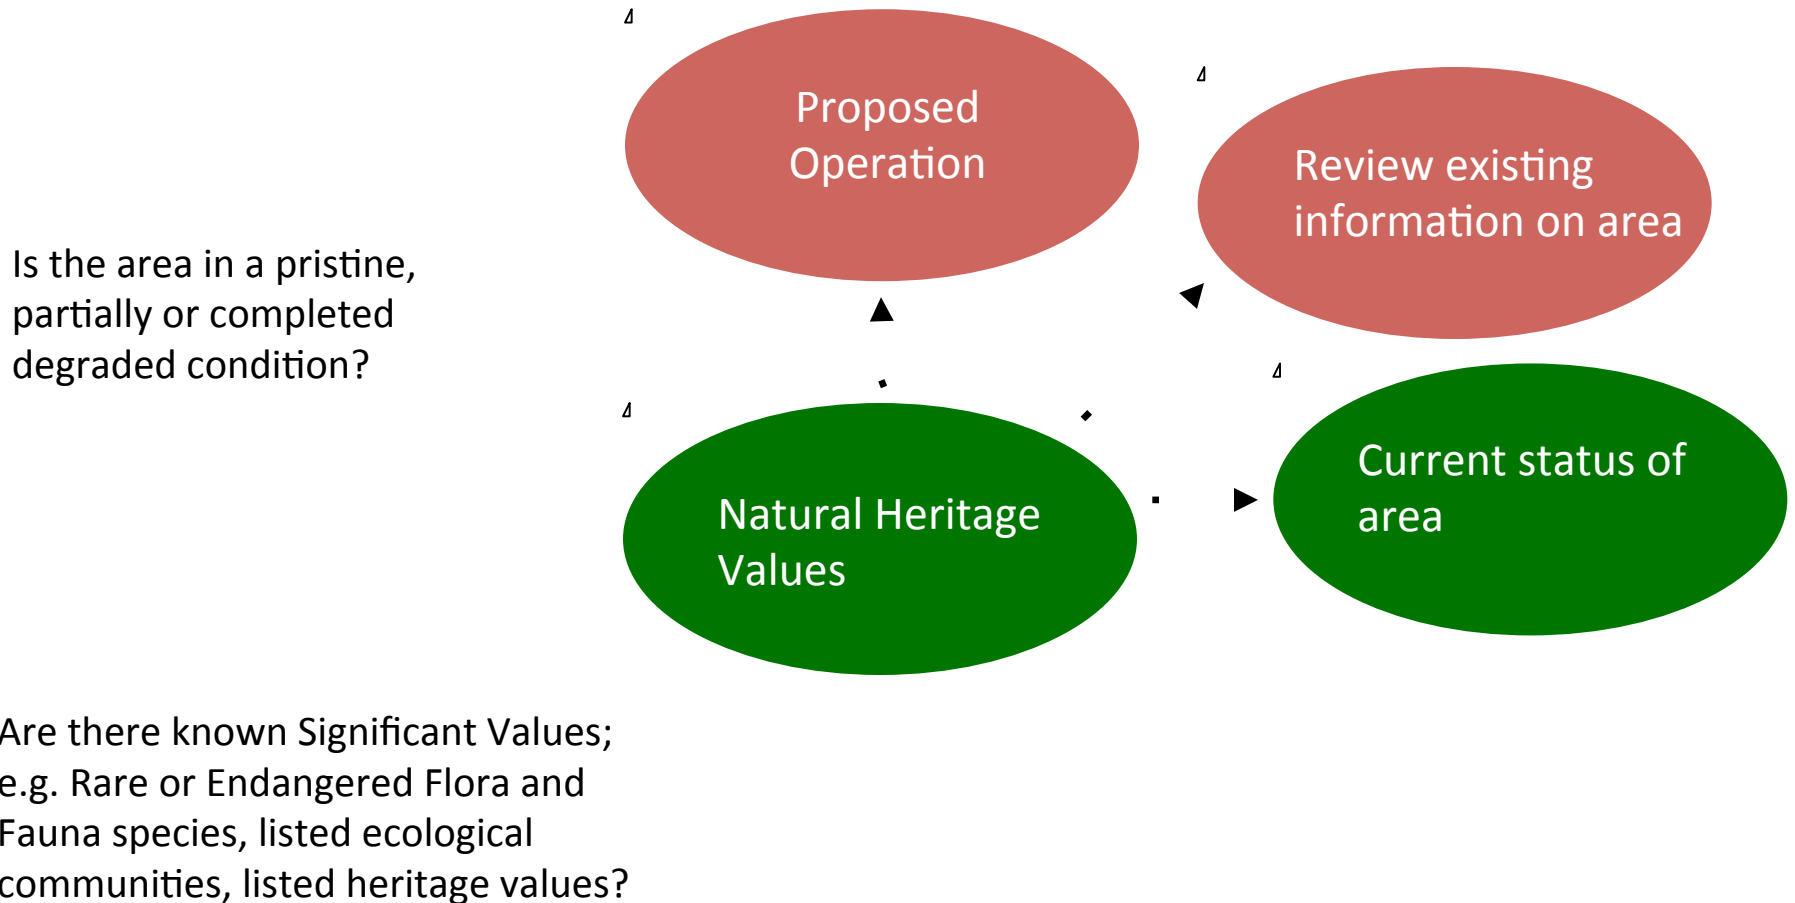 Proposed
Operation
Review existing
information on area
Is the area in a pristine,
partially or completed
degraded condition?
Current status of
area
Natural Heritage
Values
Are there known Significant Values;
e.g. Rare or Endangered Flora and
Fauna species, listed ecological
communities, listed heritage values?